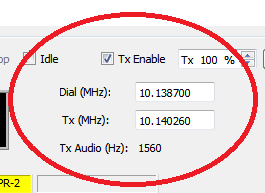 op Idle Tx Enable Tx 100 %
Dial (MHz): 10.138700
Tx (MHz): 10.140260
Tx Audio (Hz): 1560
PR-2